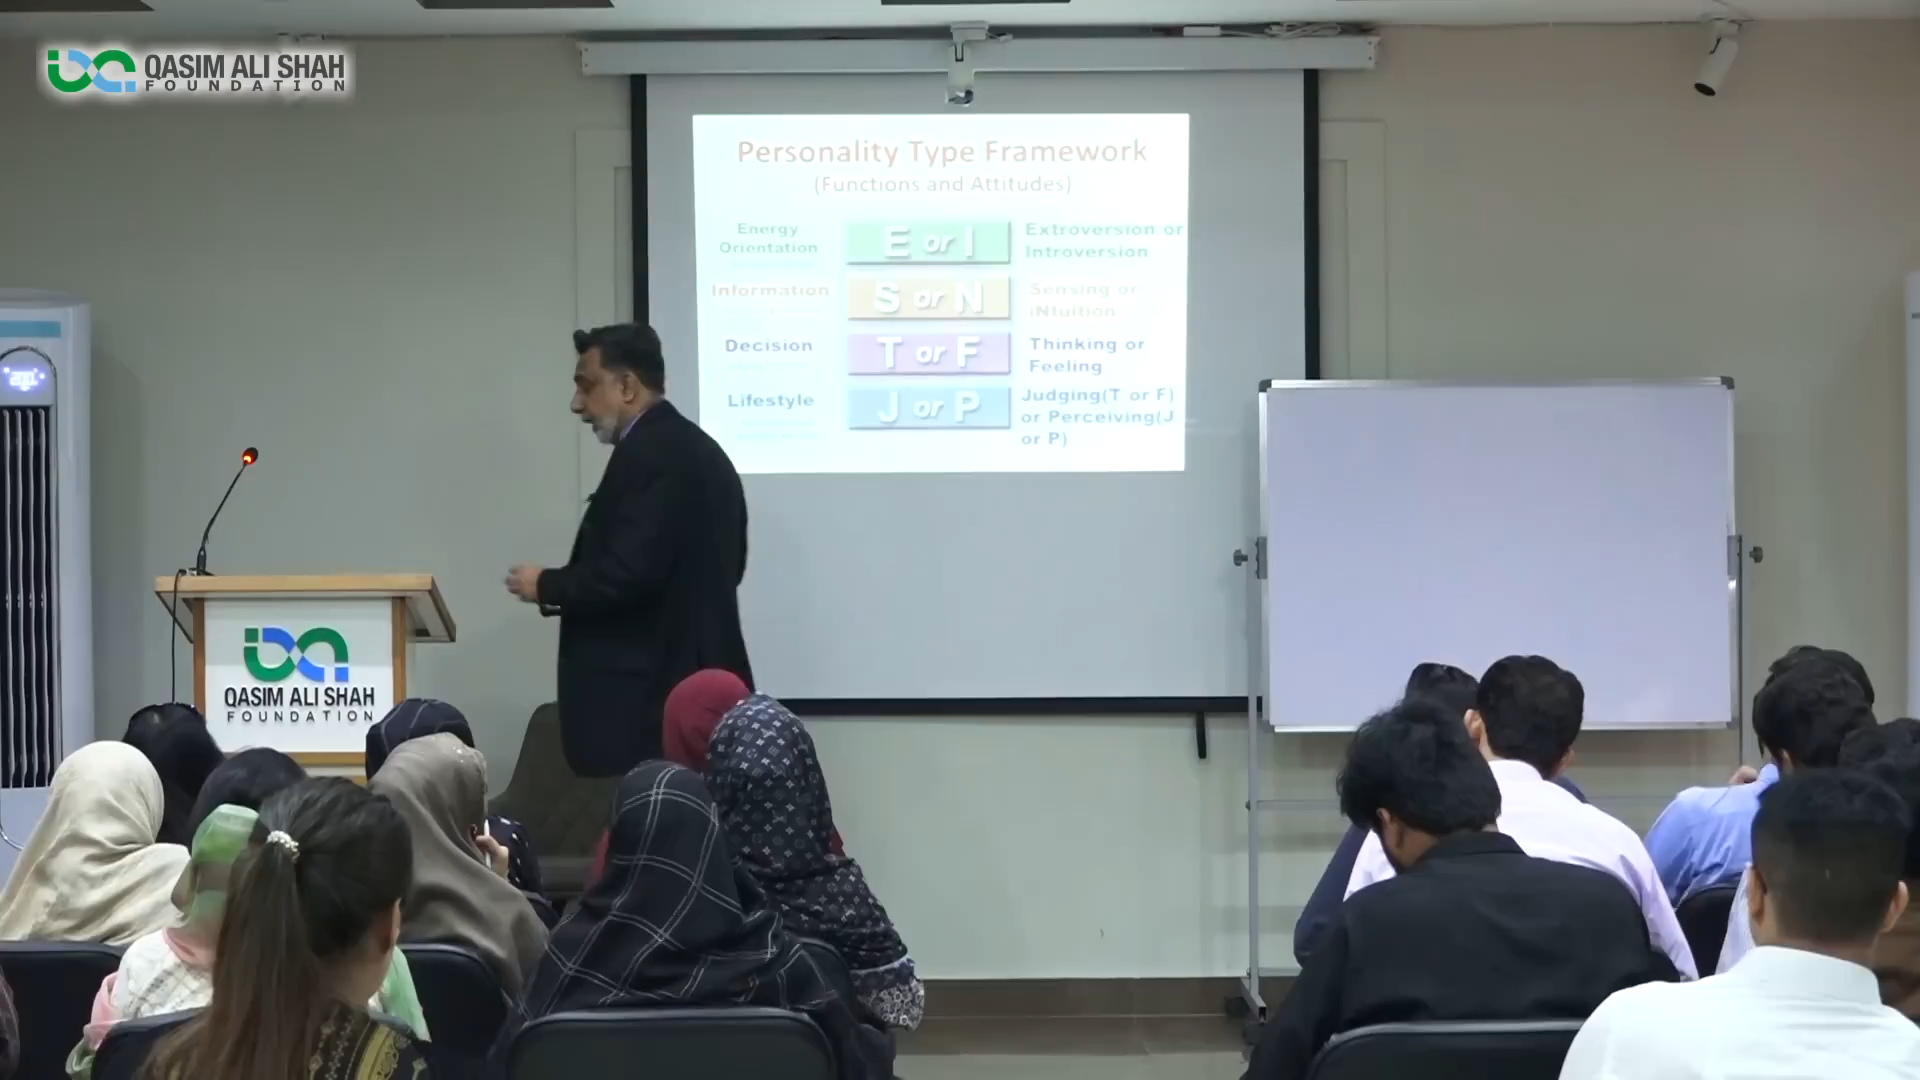 QASIM ALI SHAH
FOUNDATION
Personality Type Framework
(Functions and Attitudes)
Energy
Orientation
E or I
Extroversion or
Introversion
Information
S or N
Sensing or
iNtuition
Decision
T or F
Thinking or
Feeling
Lifestyle
J or P
Judging(T or F)
or Perceiving(J
or P)
QASIM ALI SHAH
FOUNDATION